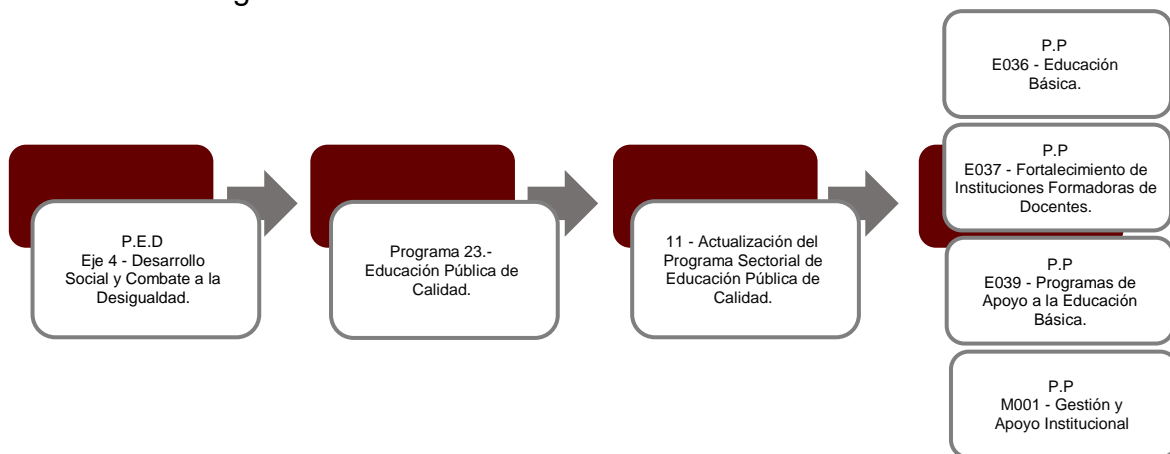 P.E.D
Eje 4 - Desarrollo
Social y Combate a la
Desigualdad.
Programa 23.-
Educación Pública de
Calidad.
11 - Actualización del
Programa Sectorial de
Educación Pública de
Calidad.
P.P
E036 - Educación
Básica.
P.P
E037 - Fortalecimiento de
Instituciones Formadoras de
Docentes.
P.P
E039 - Programas de
Apoyo a la Educación
Básica.
P.P
M001 - Gestión y
Apoyo Institucional